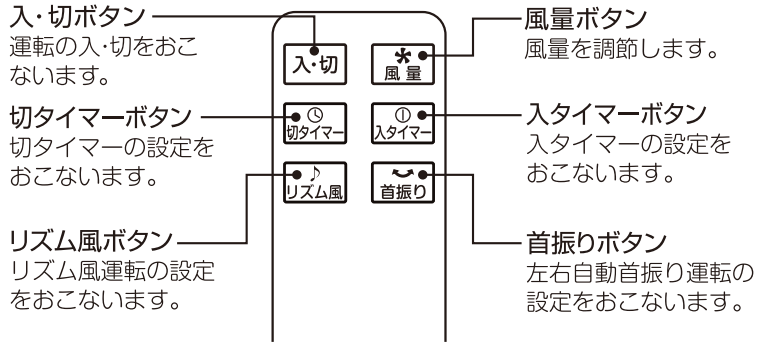 入・切ボタン
運転の入・切をおこ
ないます。
切タイマーボタン
切タイマーの設定を
おこないます。
リズム風ボタン
リズム風運転の設定
をおこないます。
入・切
風量
切タイマー
入タイマー
リズム風
首振り
風量ボタン
風量を調節します。
入タイマーボタン
入タイマーの設定を
おこないます。
首振りボタン
左右自動首振り運転の
設定をおこないます。